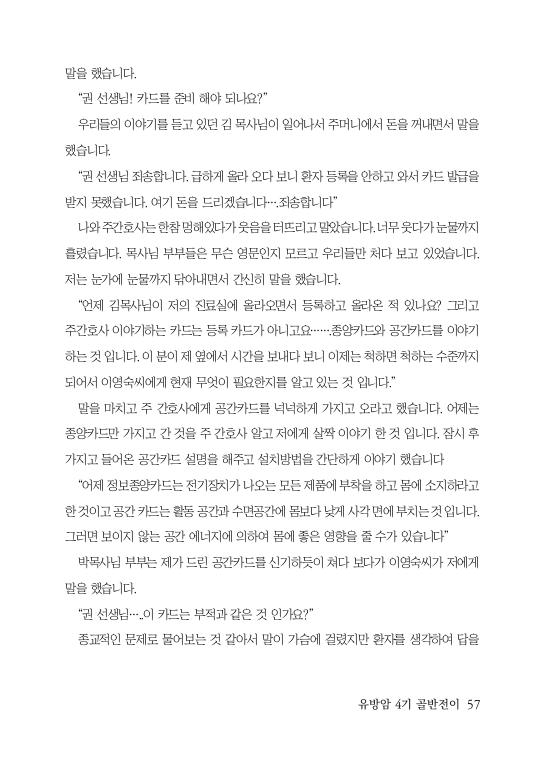 말을 했습니다.
“권 선생님! 카드를 준비 해야 되나요?”
우리들의 이야기를 듣고 있던 김 목사님이 일어나서 주머니에서 돈을 꺼내면서 말을
했습니다.
“권 선생님 죄송합니다. 급하게 올라 오다 보니 환자 등록을 안하고 와서 카드 발급을
받지 못했습니다. 여기 돈을 드리겠습니다….죄송합니다”
나와 주간호사는 한참 멍해있다가 웃음을 터뜨리고 말았습니다. 너무 웃다가 눈물까지
흘렸습니다. 목사님 부부들은 무슨 영문인지 모르고 우리들만 처다 보고 있었습니다.
저는 눈가에 눈물까지 닦아내면서 간신히 말을 했습니다.
“언제 김목사님이 저의 진료실에 올라오면서 등록하고 올라온 적 있나요? 그리고
주간호사 이야기하는 카드는 등록 카드가 아니고요…….종양카드와 공간카드를 이야기
하는 것 입니다. 이 분이 제 옆에서 시간을 보내다 보니 이제는 척하면 척하는 수준까지
되어서 이영숙씨에게 현재 무엇이 필요한지를 알고 있는 것 입니다.”
말을 마치고 주 간호사에게 공간카드를 넉넉하게 가지고 오라고 했습니다. 어제는
종양카드만 가지고 간 것을 주 간호사 알고 저에게 살짝 이야기 한 것 입니다. 잠시 후
가지고 들어온 공간카드 설명을 해주고 설치방법을 간단하게 이야기 했습니다
“어제 정보종양카드는 전기장치가 나오는 모든 제품에 부착을 하고 몸에 소지하라고
한 것이고 공간 카드는 활동 공간과 수면공간에 몸보다 낮게 사각 면에 부치는 것 입니다.
그러면 보이지 않는 공간 에너지에 의하여 몸에 좋은 영향을 줄 수가 있습니다”
박목사님 부부는 제가 드린 공간카드를 신기하듯이 쳐다 보다가 이영숙씨가 저에게
말을 했습니다.
“권 선생님…..이 카드는 부적과 같은 것 인가요?”
종교적인 문제로 물어보는 것 같아서 말이 가슴에 걸렸지만 환자를 생각하여 답을
유방암 4기 골반전이 57